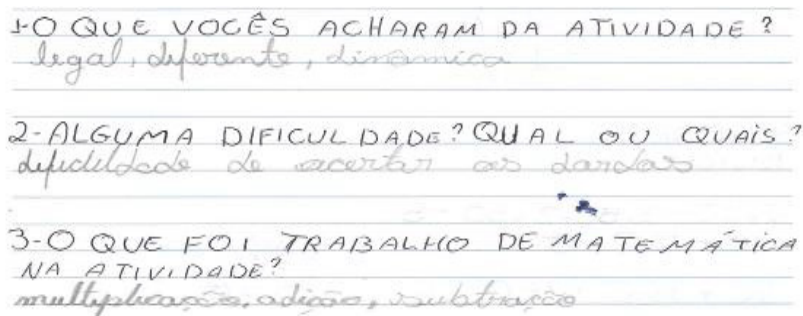 1-O QUE VOCÊS ACHARAM DA ATIVIDADE?
legal, diferente, dinâmica
2-ALGUMA DIFICULDADE? QUAL OU QUAIS?
dificuldade de acertar os dardos
3-O QUE FOI TRABALHO DE MATEMÁTICA
NA ATIVIDADE?
multiplicação, adição, subtração